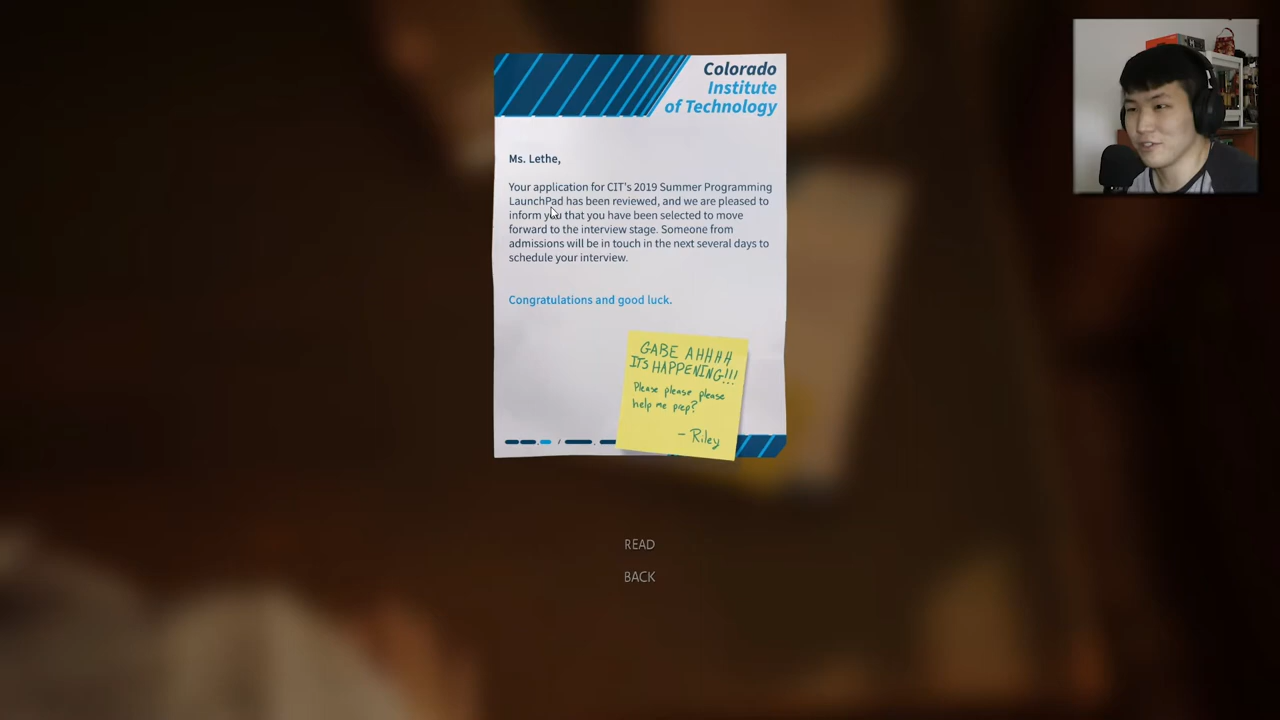 Colorado
Institute
of Technology
Ms. Lethe,
Your application for CIT's 2019 Summer Programming
LaunchPad has been reviewed, and we are pleased to
inform you that you have been selected to move
forward to the interview stage. Someone from
admissions will be in touch in the next several days to
schedule your interview.
Congratulations and good luck.
GABE AHHHH
ITS HAPPENING!!!
Please please please
help me prep?
- Riley
READ
BACK